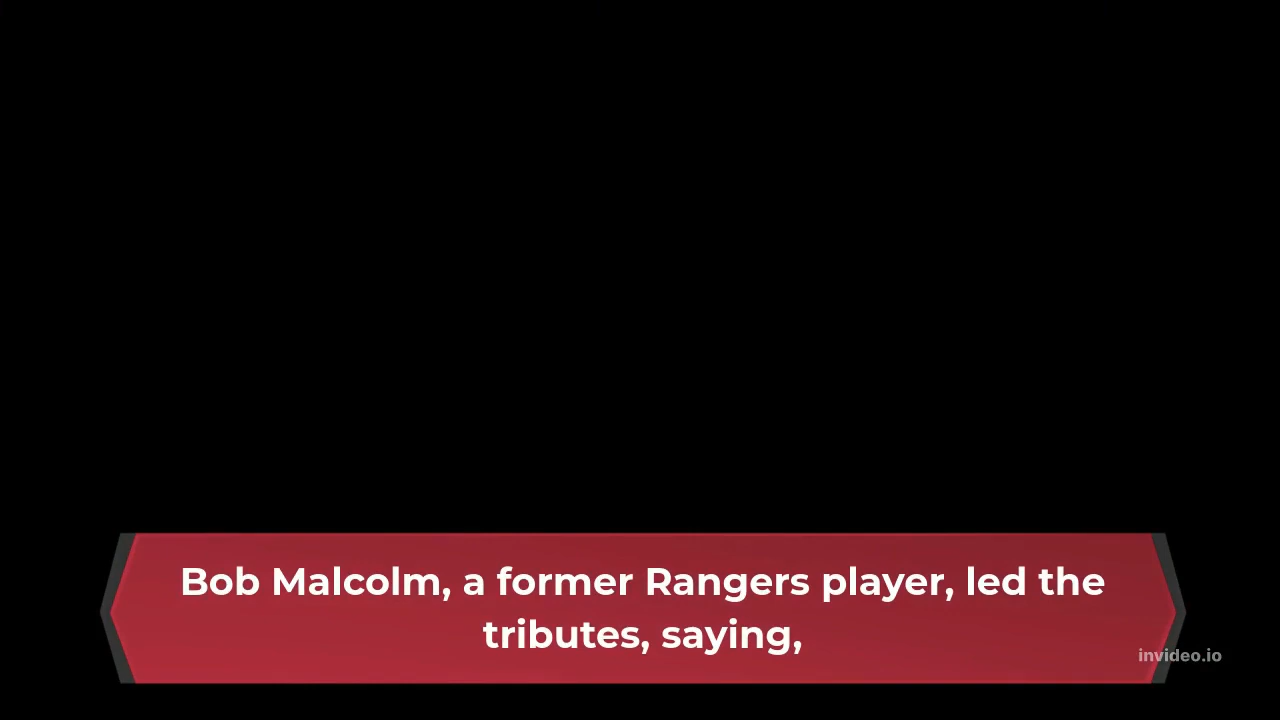 Bob Malcolm, a former Rangers player, led the
tributes, saying,
invideo.io